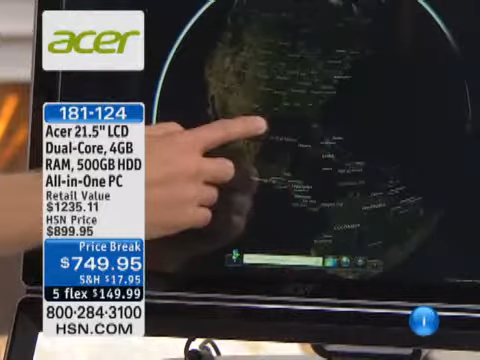 acer
181-124
Acer 21.5" LCD
Dual-Core, 4GB
RAM, 500GB HDD
All-in-One PC
Retail Value
$1235.11
HSN Price
$899.95
Price Break
$749.95
S&H $17.95
5 flex $149.99
800·284·3100
HSN.COM
i